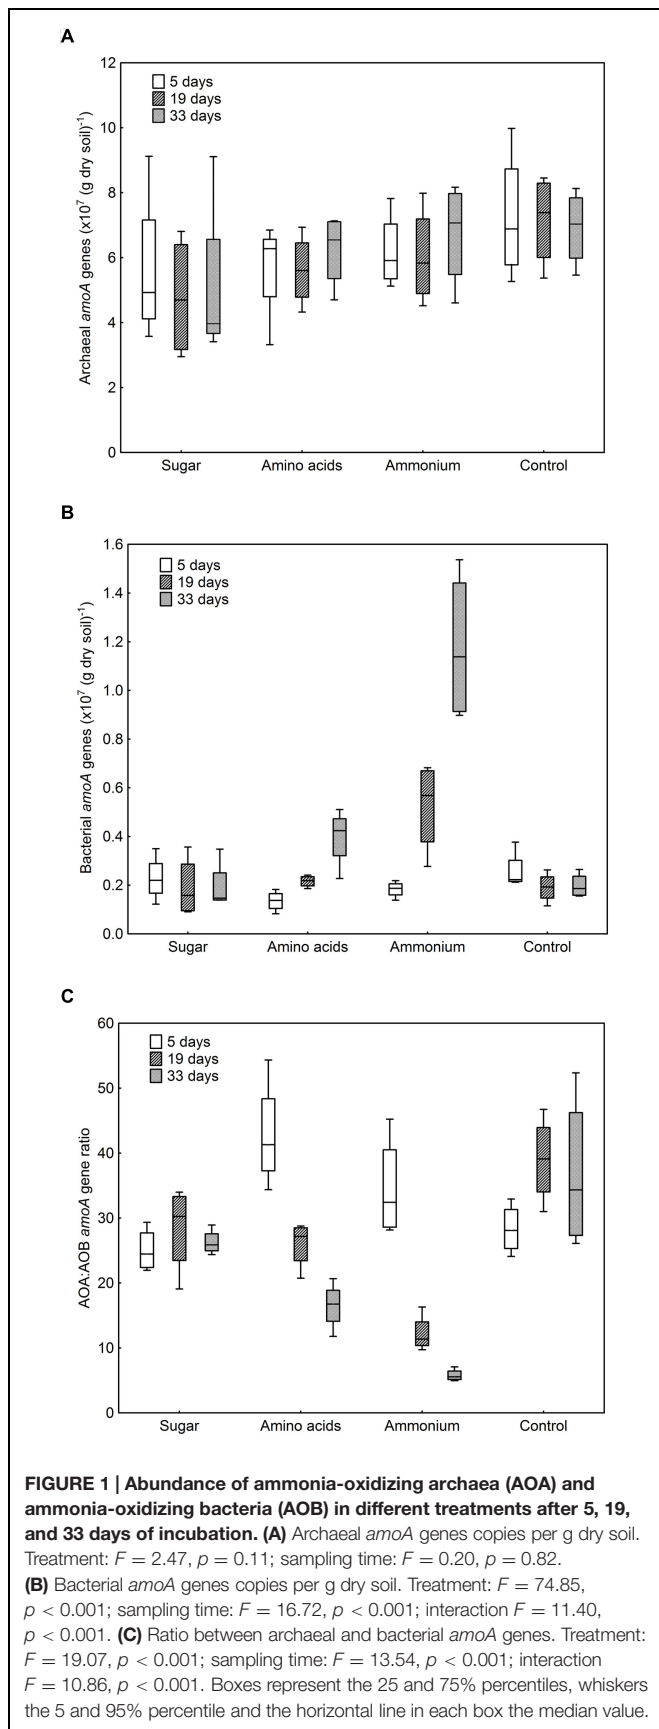 A
Archaeal amoA genes (x10⁷ (g dry soil)⁻¹)
12
10
8
6
4
2
0
5 days
19 days
33 days
Sugar Amino acids Ammonium Control
B
Bacterial amoA genes (x10⁷ (g dry soil)⁻¹)
1.6
1.4
1.2
1.0
0.8
0.6
0.4
0.2
0.0
5 days
19 days
33 days
Sugar Amino acids Ammonium Control
C
AOA:AOB amoA gene ratio
60
50
40
30
20
10
0
5 days
19 days
33 days
Sugar Amino acids Ammonium Control
FIGURE 1 | Abundance of ammonia-oxidizing archaea (AOA) and
ammonia-oxidizing bacteria (AOB) in different treatments after 5, 19,
and 33 days of incubation. (A) Archaeal amoA genes copies per g dry soil.
Treatment: F = 2.47, p = 0.11; sampling time: F = 0.20, p = 0.82.
(B) Bacterial amoA genes copies per g dry soil. Treatment: F = 74.85,
p < 0.001; sampling time: F = 16.72, p < 0.001; interaction F = 11.40,
p < 0.001. (C) Ratio between archaeal and bacterial amoA genes. Treatment:
F = 19.07, p < 0.001; sampling time: F = 13.54, p < 0.001; interaction
F = 10.86, p < 0.001. Boxes represent the 25 and 75% percentiles, whiskers
the 5 and 95% percentile and the horizontal line in each box the median value.